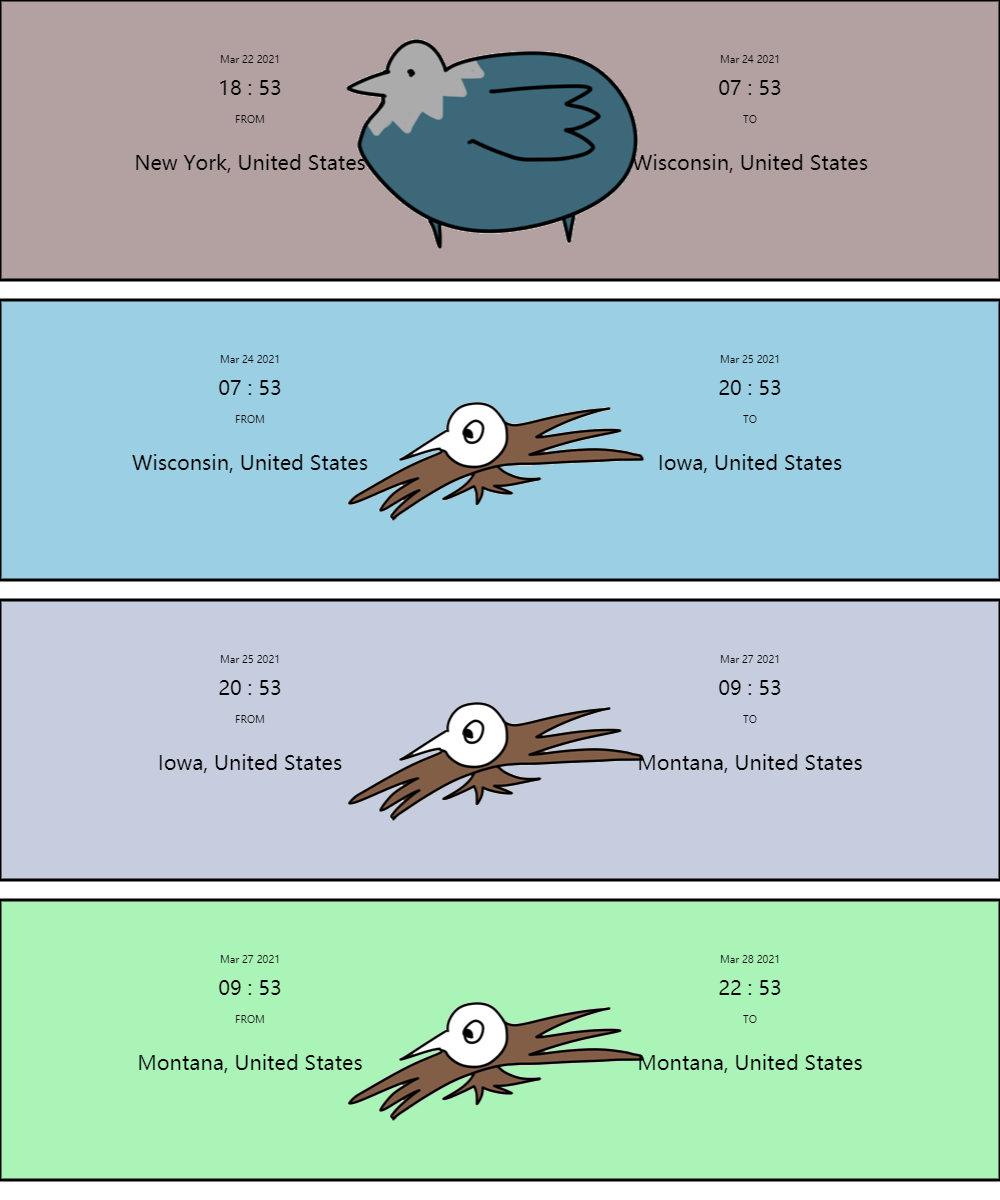 Mar 22 2021
18 : 53
FROM
New York, United States
Mar 24 2021
07 : 53
TO
Wisconsin, United States
Mar 24 2021
07 : 53
FROM
Wisconsin, United States
Mar 25 2021
20 : 53
TO
Iowa, United States
Mar 25 2021
20 : 53
FROM
Iowa, United States
Mar 27 2021
09 : 53
TO
Montana, United States
Mar 27 2021
09 : 53
FROM
Montana, United States
Mar 28 2021
22 : 53
TO
Montana, United States